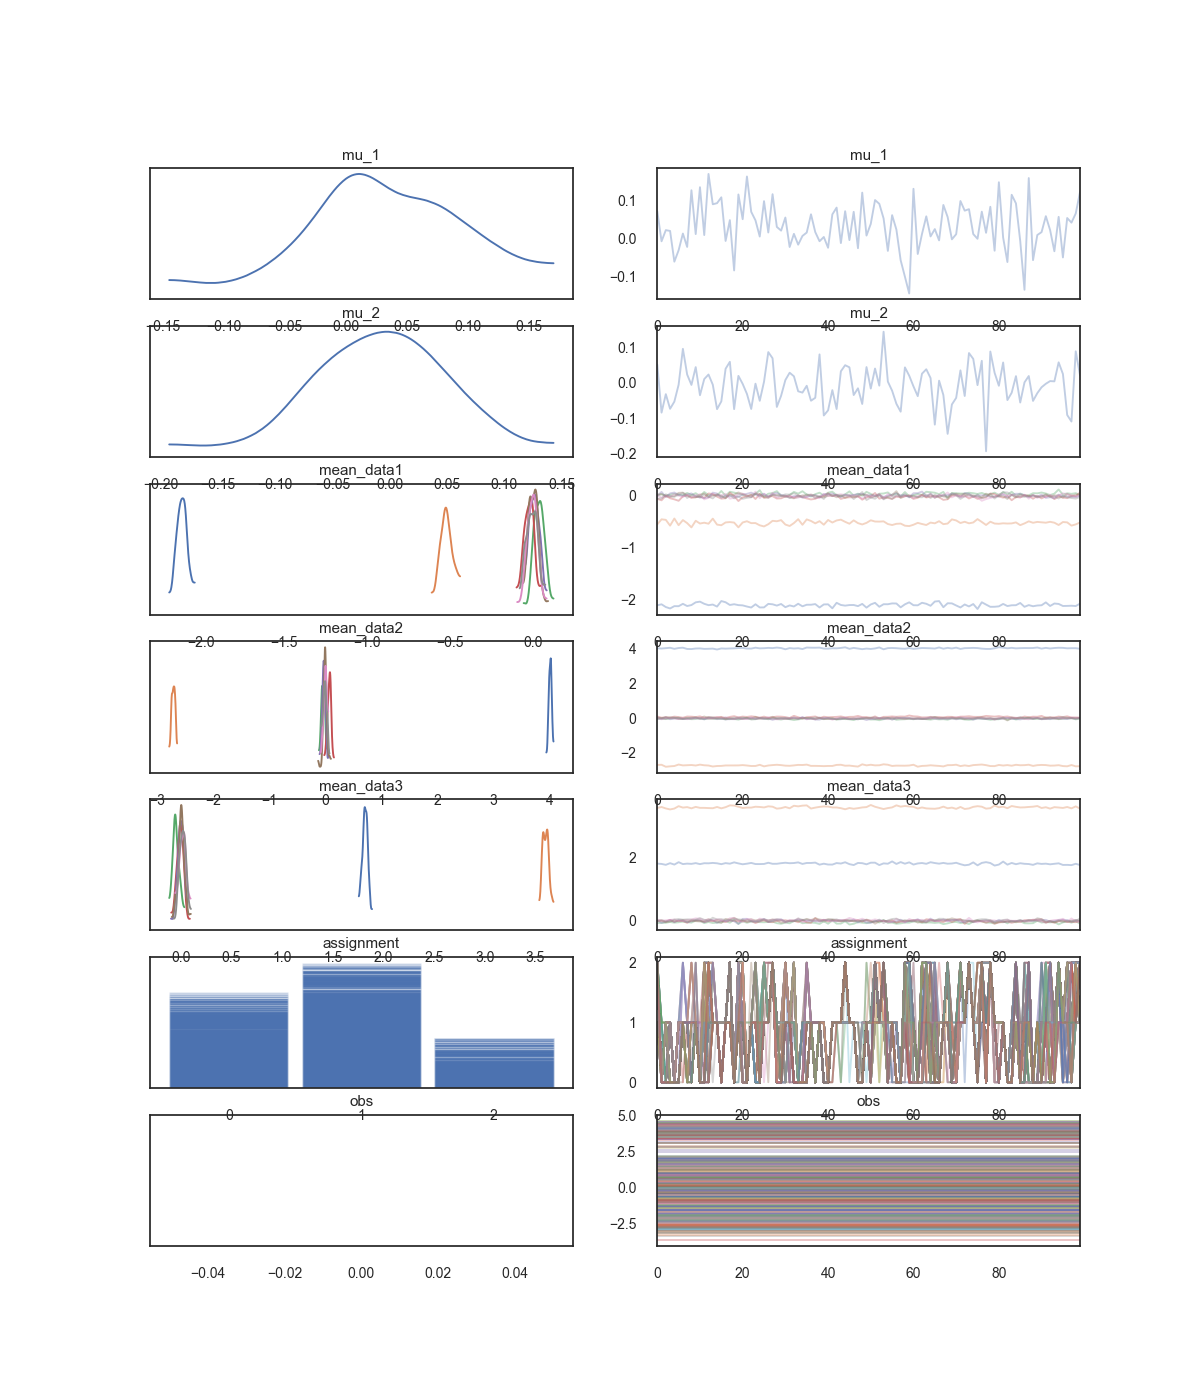 mu_1 mu_1
0.1
0.0
−0.1
−0.15 −0.10 −0.05 0.00 0.05 0.10 0.15 0 20 40 60 80
mu_2 mu_2
0.1
0.0
−0.1
−0.2
−0.20 −0.15 −0.10 −0.05 0.00 0.05 0.10 0.15 0 20 40 60 80
mean_data1 mean_data1
0
−1
−2
−2.0 −1.5 −1.0 −0.5 0.0 0 20 40 60 80
mean_data2 mean_data2
4
2
0
−2
−3 −2 −1 0 1 2 3 4 0 20 40 60 80
mean_data3 mean_data3
2
0
0.0 0.5 1.0 1.5 2.0 2.5 3.0 3.5 0 20 40 60 80
assignment assignment
2
1
0
0 1 2 0 20 40 60 80
obs obs
5.0
2.5
0.0
−2.5
−0.04 −0.02 0.00 0.02 0.04 0 20 40 60 80